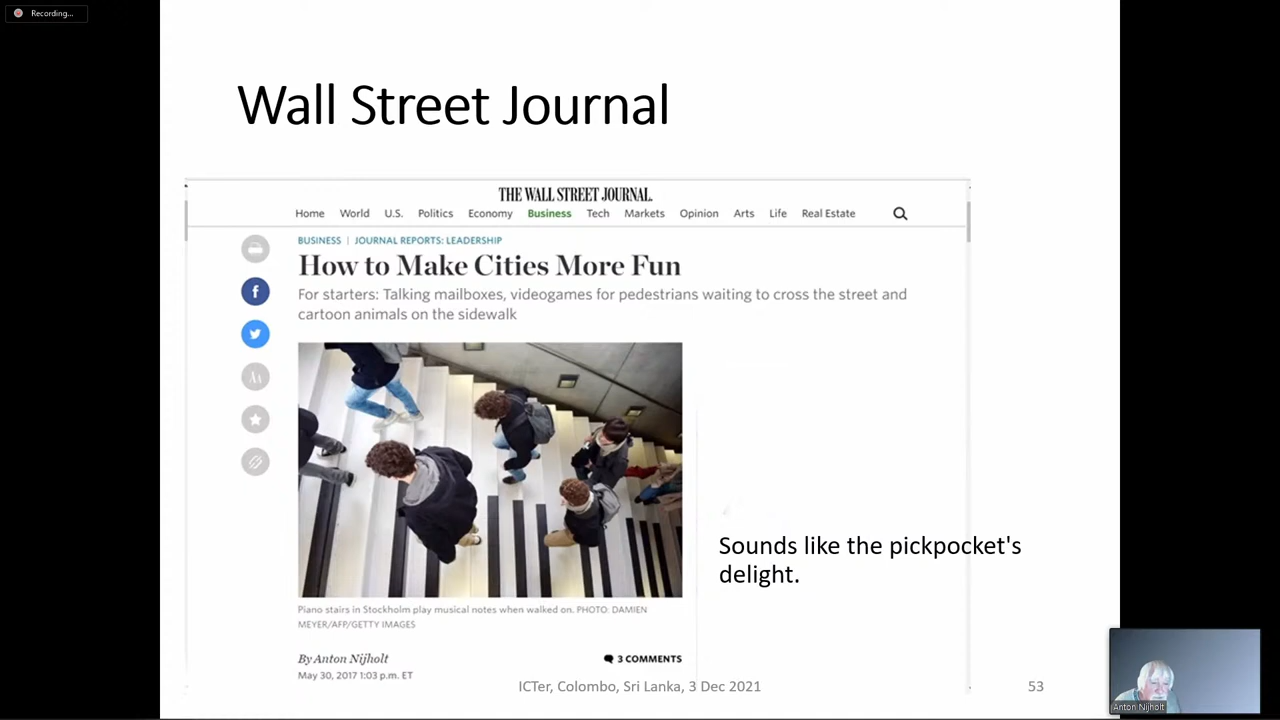 Recording...
Wall Street Journal
THE WALL STREET JOURNAL.
Home World U.S. Politics Economy Business Tech Markets Opinion Arts Life Real Estate
BUSINESS | JOURNAL REPORTS: LEADERSHIP
How to Make Cities More Fun
For starters: Talking mailboxes, videogames for pedestrians waiting to cross the street and
cartoon animals on the sidewalk
Sounds like the pickpocket's
delight.
Piano stairs in Stockholm play musical notes when walked on. PHOTO: DAMIEN
MEYER/AFP/GETTY IMAGES
By Anton Nijholt
3 COMMENTS
May 30, 2017 1:03 p.m. ET
ICTer, Colombo, Sri Lanka, 3 Dec 2021
53
Anton Nijholt